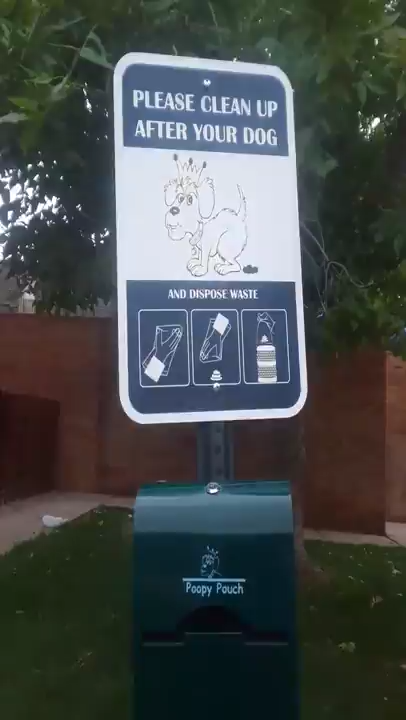 PLEASE CLEAN UP
AFTER YOUR DOG
AND DISPOSE WASTE
Poopy Pouch